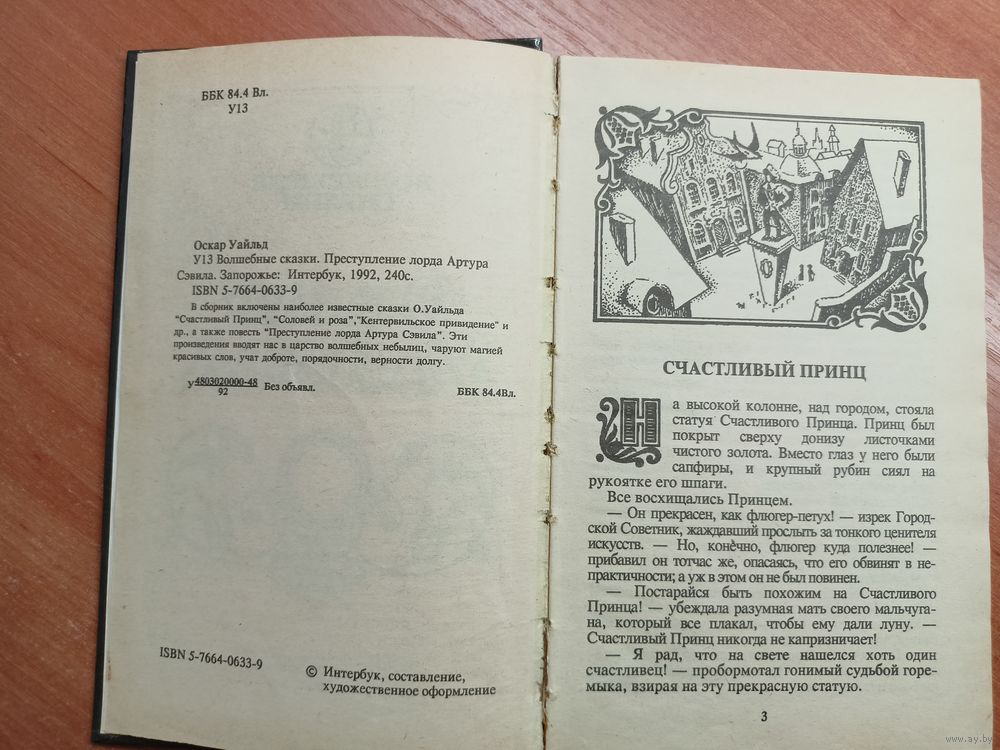 ББК 84.4 Вл.
У13
Оскар Уайльд
У13 Волшебные сказки. Преступление лорда Артура
Сэвила. Запорожье: Интербук, 1992, 240с.
ISBN 5-7664-0633-9
В сборник включены наиболее известные сказки О.Уайльда
"Счастливый Принц", "Соловей и роза","Кентервильское привидение" и
др., а также повесть "Преступление лорда Артура Сэвила". Эти
произведения вводят нас в царство волшебных небылиц, чаруют магией
красивых слов, учат доброте, порядочности, верности долгу.
У 4803020000-48 Без объявл. ББК 84.4Вл.
92
ISBN 5-7664-0633-9
© Интербук, составление,
художественное оформление
СЧАСТЛИВЫЙ ПРИНЦ
На высокой колонне, над городом, стояла
статуя Счастливого Принца. Принц был
покрыт сверху донизу листочками
чистого золота. Вместо глаз у него были
сапфиры, и крупный рубин сиял на
рукоятке его шпаги.
Все восхищались Принцем.
— Он прекрасен, как флюгер-петух! — изрек Город-
ской Советник, жаждавший прослыть за тонкого ценителя
искусств. — Но, конечно, флюгер куда полезнее! —
прибавил он тотчас же, опасаясь, что его обвинят в не-
практичности; а уж в этом он не был повинен.
— Постарайся быть похожим на Счастливого
Принца! — убеждала разумная мать своего мальчуга-
на, который все плакал, чтобы ему дали луну. —
Счастливый Принц никогда не капризничает!
— Я рад, что на свете нашелся хоть один
счастливец! — пробормотал гонимый судьбой горе-
мыка, взирая на эту прекрасную статую.
3
www.ay.by